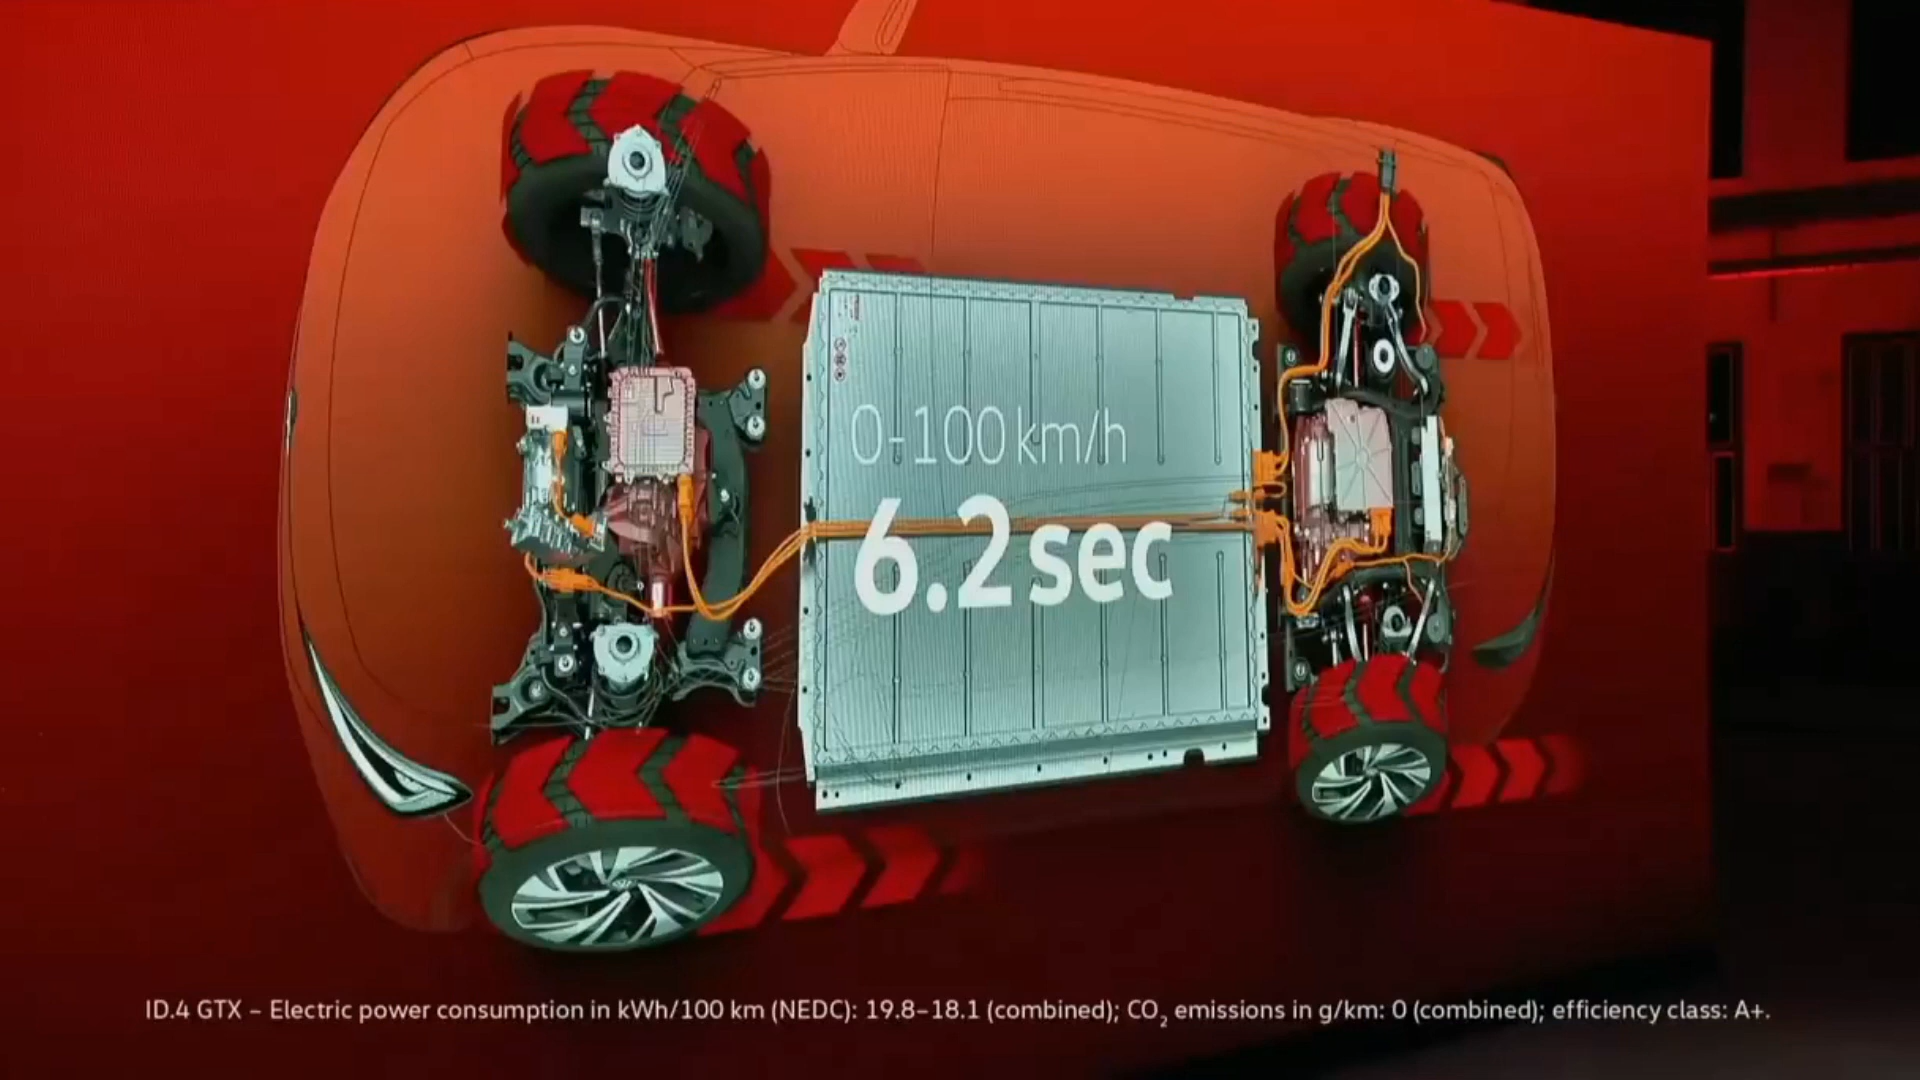 0-100 km/h
6.2 sec
ID.4 GTX – Electric power consumption in kWh/100 km (NEDC): 19.8–18.1 (combined); CO₂ emissions in g/km: 0 (combined); efficiency class: A+.